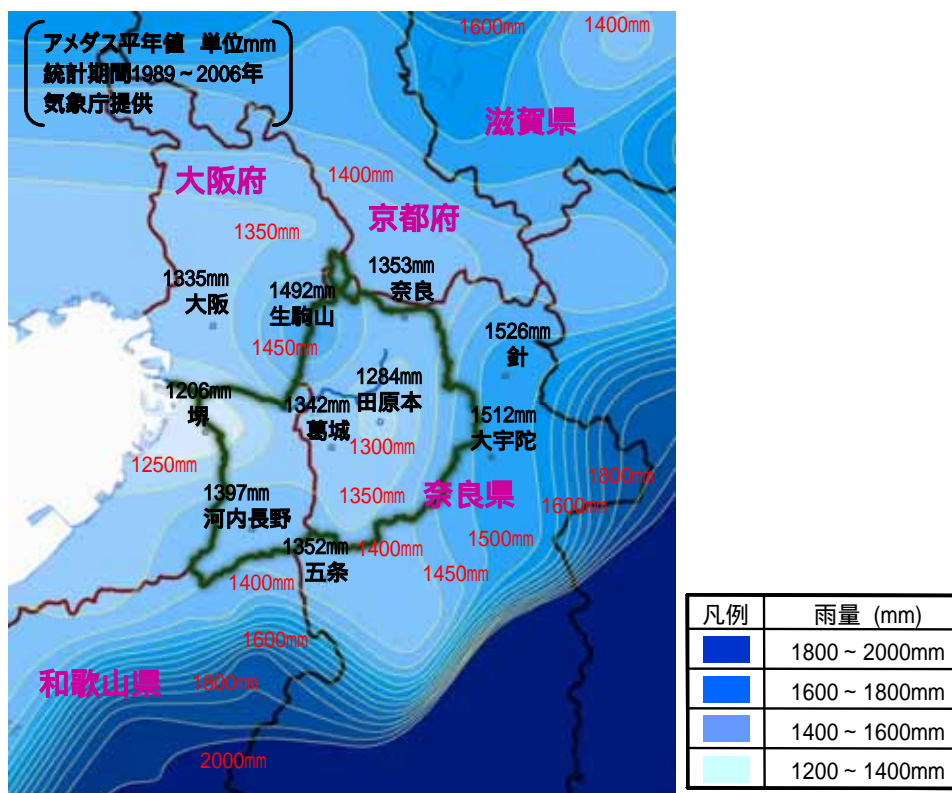 アメダス平年値 単位mm
統計期間1989~2006年
気象庁提供
1600mm
1400mm
滋賀県
大阪府
1400mm
京都府
1350mm
1353mm
奈良
1335mm
大阪
1492mm
生駒山
1526mm
針
1450mm
1284mm
田原本
1206mm
堺
1342mm
葛城
1512mm
大宇陀
1300mm
1250mm
1800mm
1397mm
河内長野
1350mm
奈良県
1600mm
1500mm
1352mm
五条
1400mm
1450mm
1400mm
1600mm
和歌山県
1800mm
2000mm
凡例 雨量 (mm)
1800~2000mm
1600~1800mm
1400~1600mm
1200~1400mm